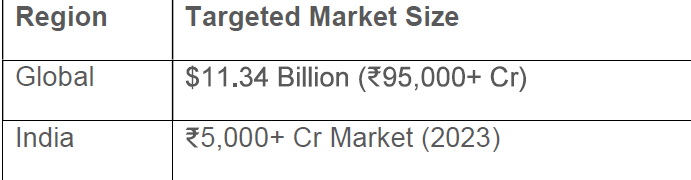 Region Targeted Market Size
Global $11.34 Billion (₹95,000+ Cr)
India ₹5,000+ Cr Market (2023)